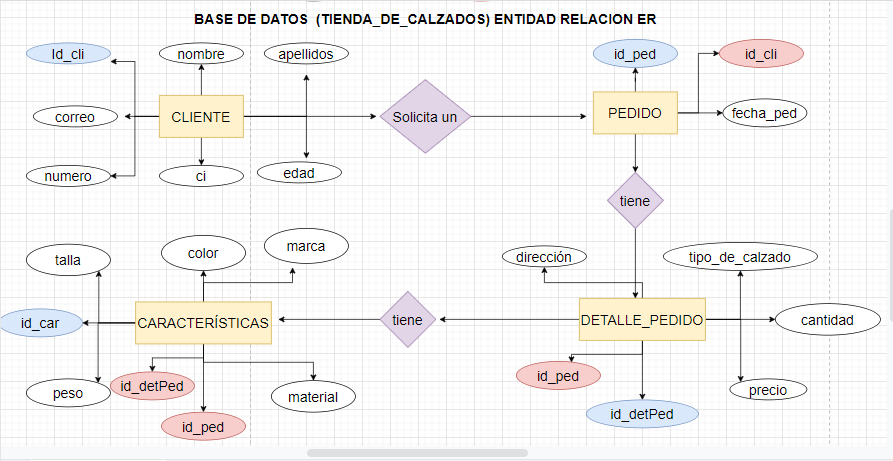 BASE DE DATOS (TIENDA_DE_CALZADOS) ENTIDAD RELACION ER
Id_cli
nombre
apellidos
id_ped
id_cli
correo
CLIENTE
Solicita un
PEDIDO
fecha_ped
numero
ci
edad
tiene
talla
color
marca
dirección
tipo_de_calzado
id_car
CARACTERÍSTICAS
tiene
DETALLE_PEDIDO
cantidad
peso
id_detPed
material
id_ped
precio
id_ped
id_detPed